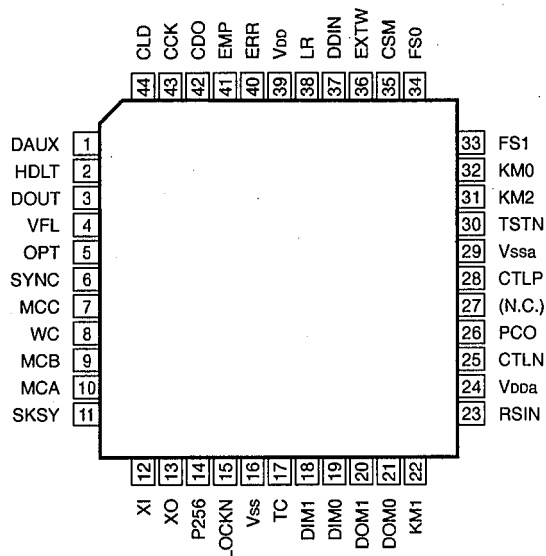 CLD CCK CDO EMP ERR VDD LR DDIN EXTW CSM FS0
44 43 42 41 40 39 38 37 36 35 34
DAUX 1
HDLT 2
DOUT 3
VFL 4
OPT 5
SYNC 6
MCC 7
WC 8
MCB 9
MCA 10
SKSY 11
33 FS1
32 KM0
31 KM2
30 TSTN
29 Vssa
28 CTLP
27 (N.C.)
26 PCO
25 CTLN
24 VDDa
23 RSIN
12 13 14 15 16 17 18 19 20 21 22
XI XO P256 LOCKN Vss TC DIM1 DIM0 DOM1 DOM0 KM1